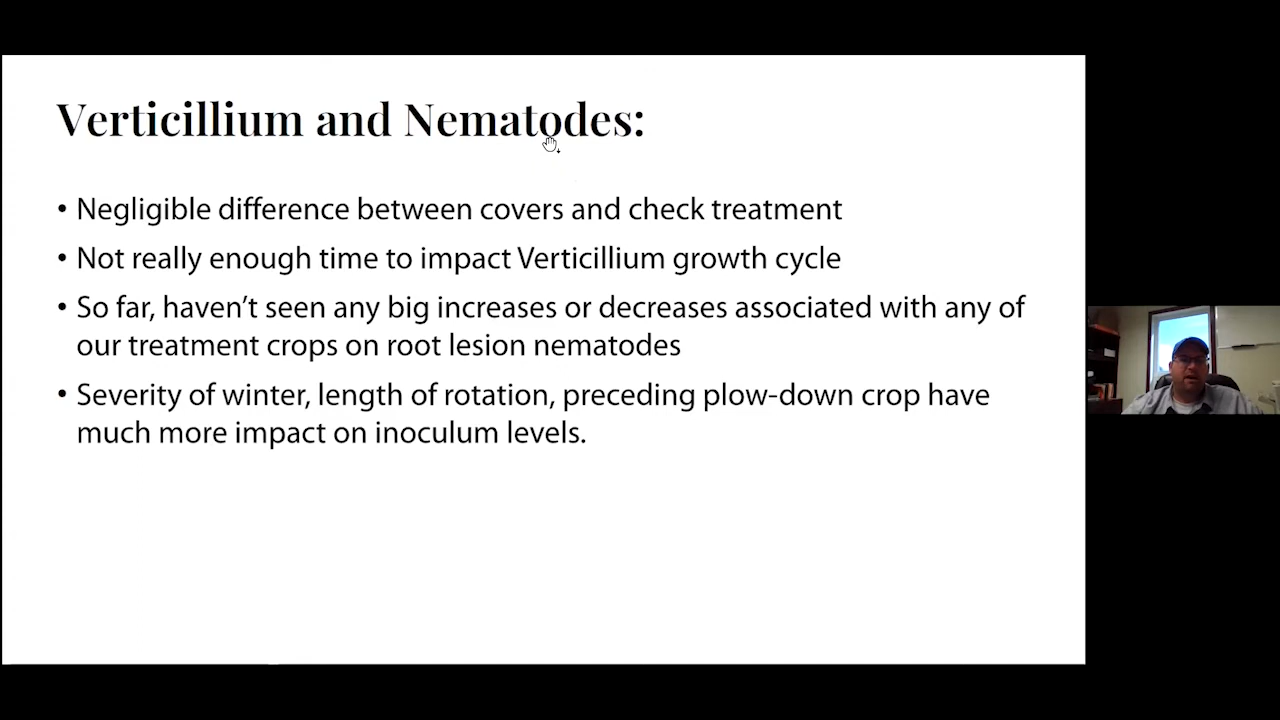 Verticillium and Nematodes:
• Negligible difference between covers and check treatment
• Not really enough time to impact Verticillium growth cycle
• So far, haven’t seen any big increases or decreases associated with any of
our treatment crops on root lesion nematodes
• Severity of winter, length of rotation, preceding plow-down crop have
much more impact on inoculum levels.